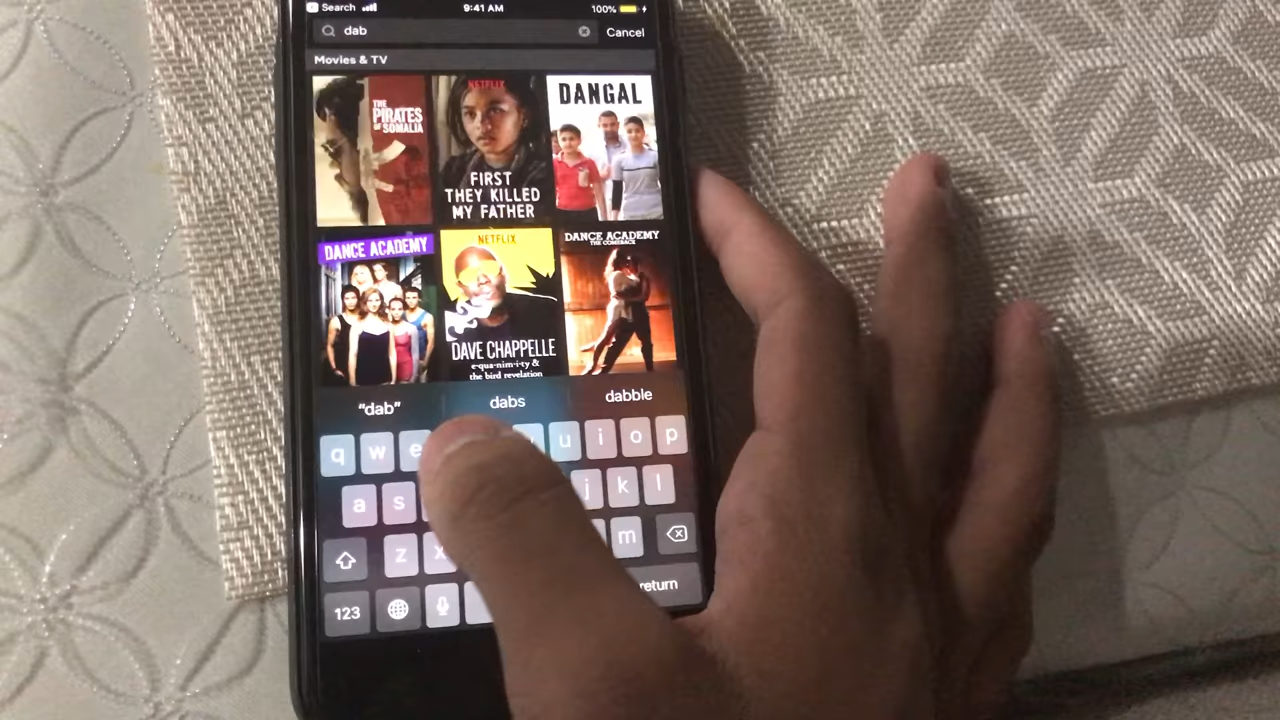 Search 9:41 AM 100%
dab Cancel
Movies & TV
THE PIRATES OF SOMALIA
NETFLIX
FIRST
THEY KILLED
MY FATHER
DANGAL
DANCE ACADEMY
NETFLIX
DAVE CHAPPELLE
e·qua·nim·i·ty &
the bird revelation
DANCE ACADEMY
THE COMEBACK
"dab" dabs dabble
q w e y u i o p
a s j k l
z x m
123 return